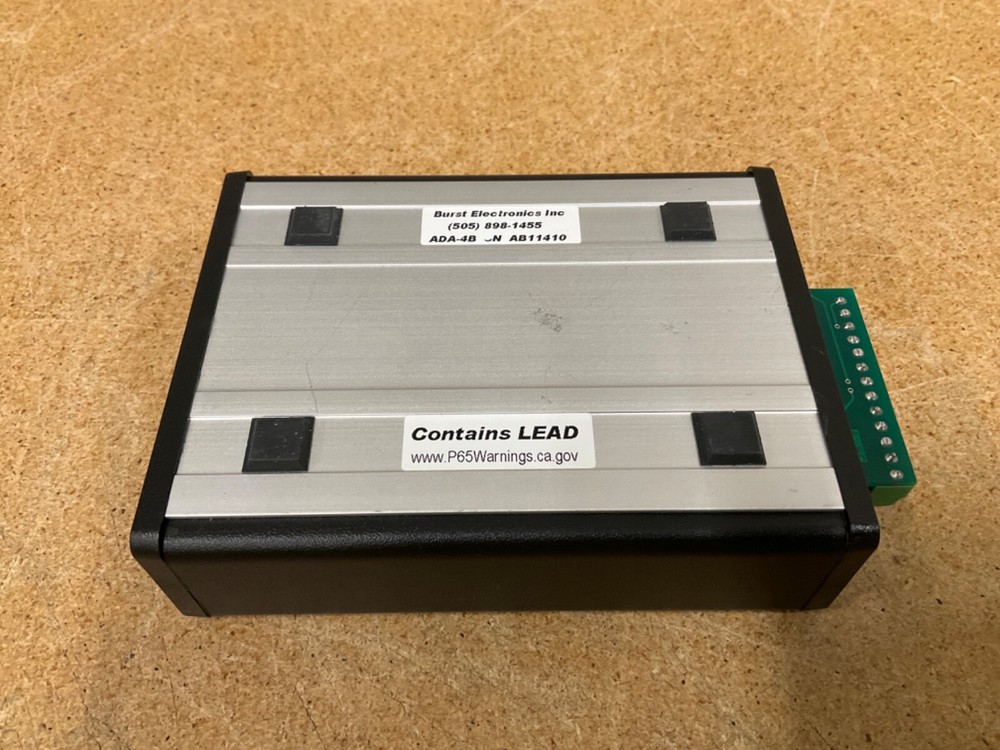 Burst Electronics Inc
(505) 898-1455
ADA-4B SN AB11410
Contains LEAD
www.P65Warnings.ca.gov